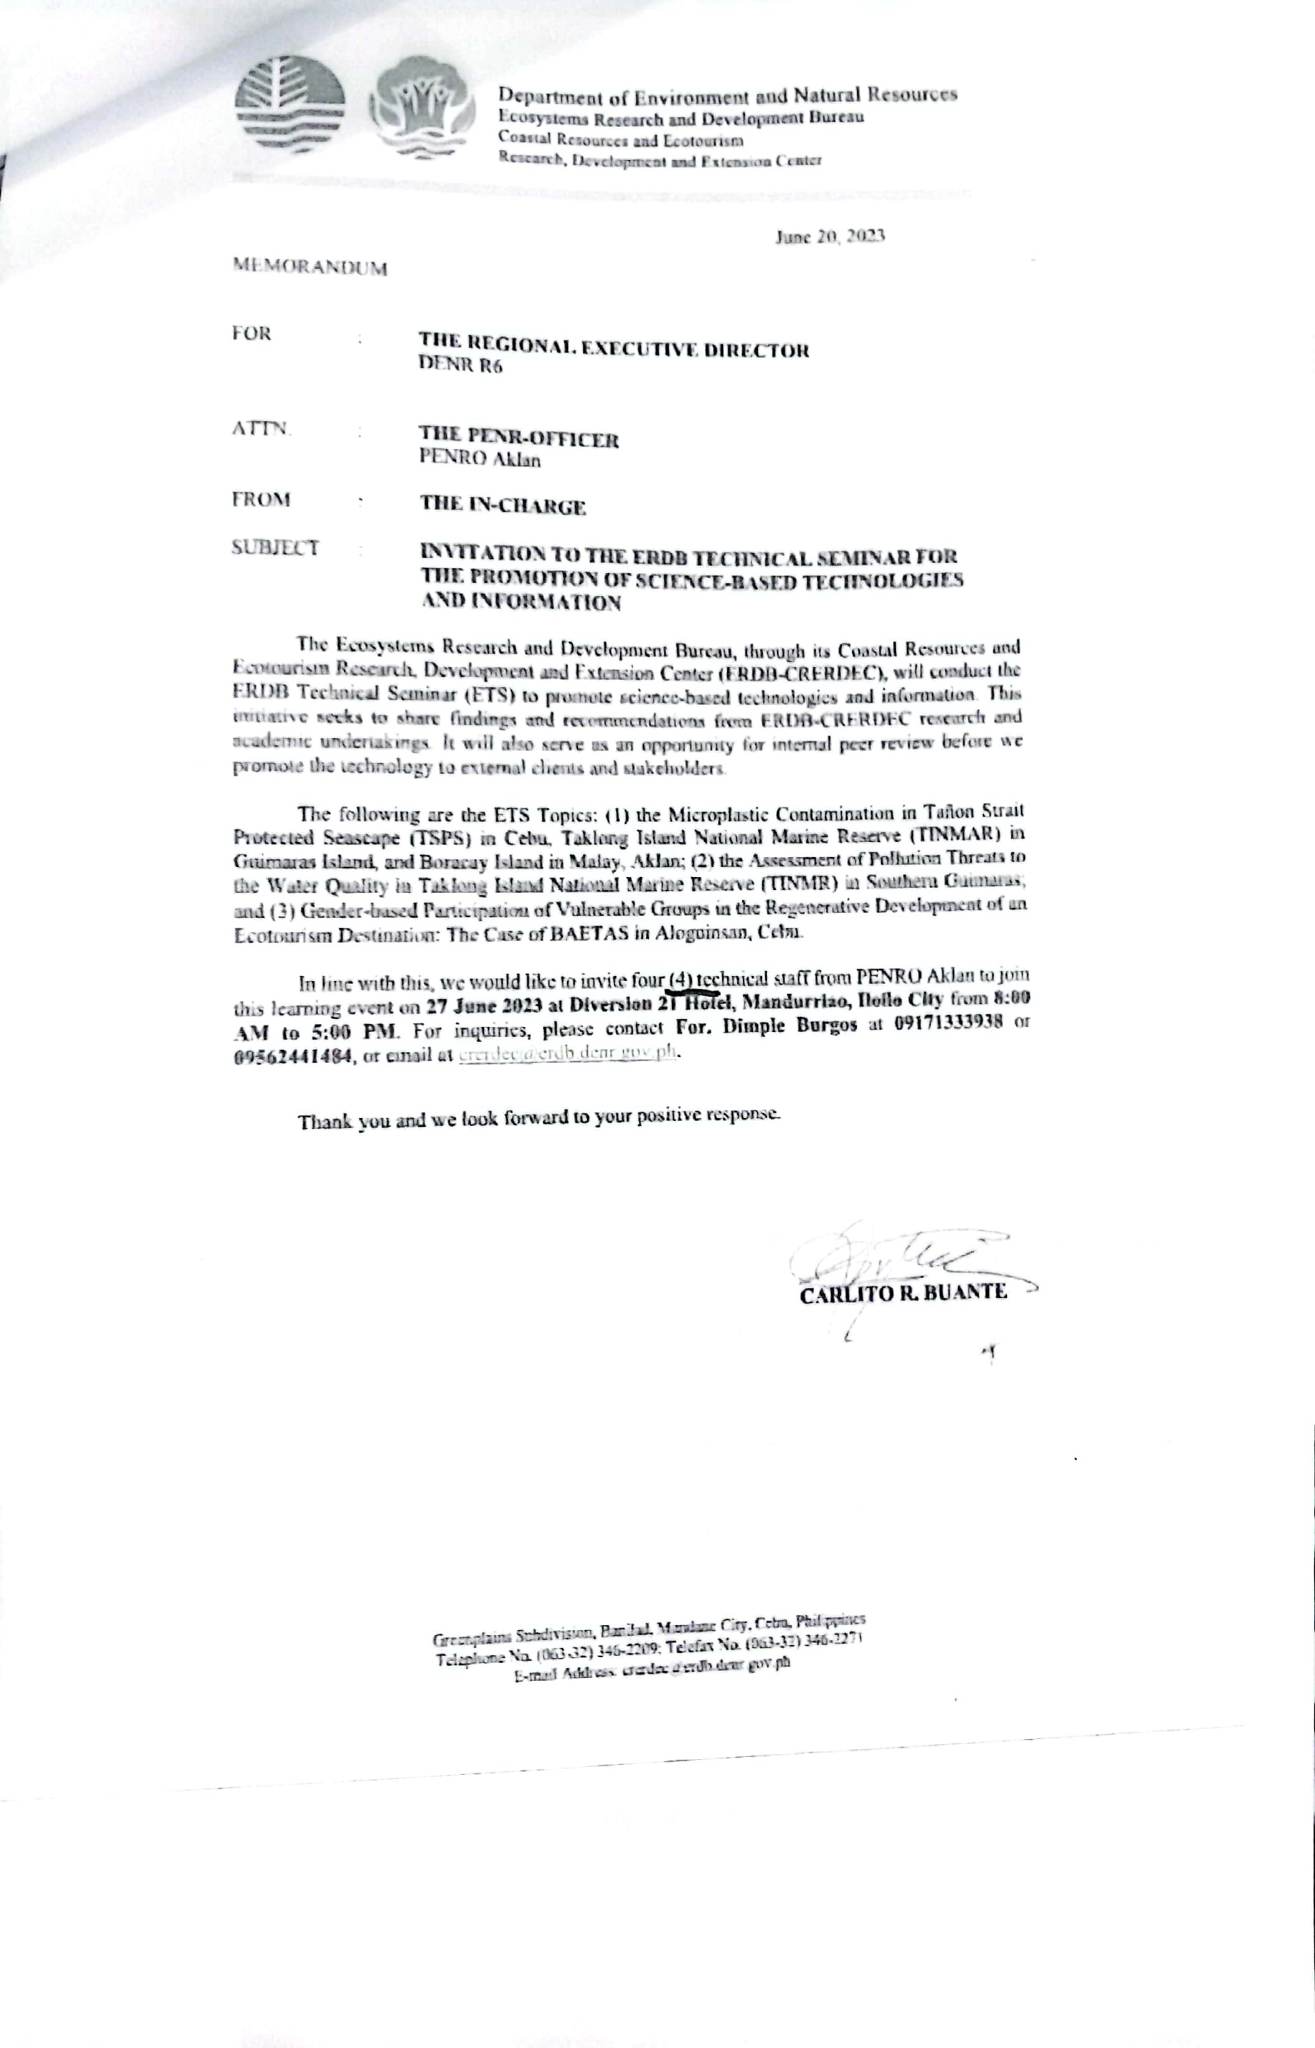 Department of Environment and Natural Resources
Ecosystems Research and Development Bureau
Coastal Resources and Ecotourism
Research, Development and Extension Center
June 20, 2023
MEMORANDUM
FOR : THE REGIONAL EXECUTIVE DIRECTOR
DENR R6
ATTN. : THE PENR-OFFICER
PENRO Aklan
FROM : THE IN-CHARGE
SUBJECT : INVITATION TO THE ERDB TECHNICAL SEMINAR FOR
THE PROMOTION OF SCIENCE-BASED TECHNOLOGIES
AND INFORMATION
The Ecosystems Research and Development Bureau, through its Coastal Resources and
Ecotourism Research, Development and Extension Center (ERDB-CRERDEC), will conduct the
ERDB Technical Seminar (ETS) to promote science-based technologies and information. This
initiative seeks to share findings and recommendations from ERDB-CRERDEC research and
academic undertakings. It will also serve as an opportunity for internal peer review before we
promote the technology to external clients and stakeholders.
The following are the ETS Topics: (1) the Microplastic Contamination in Tañon Strait
Protected Seascape (TSPS) in Cebu, Taklong Island National Marine Reserve (TINMAR) in
Guimaras Island, and Boracay Island in Malay, Aklan; (2) the Assessment of Pollution Threats to
the Water Quality in Taklong Island National Marine Reserve (TINMR) in Southern Guimaras;
and (3) Gender-based Participation of Vulnerable Groups in the Regenerative Development of an
Ecotourism Destination: The Case of BAETAS in Aloguinsan, Cebu.
In line with this, we would like to invite four (4) technical staff from PENRO Aklan to join
this learning event on 27 June 2023 at Diversion 21 Hotel, Mandurriao, Iloilo City from 8:00
AM to 5:00 PM. For inquiries, please contact For. Dimple Burgos at 09171333938 or
09562441484, or email at crerdec@erdb.denr.gov.ph.
Thank you and we look forward to your positive response.
CARLITO R. BUANTE
Greenplains Subdivision, Banilad, Mandaue City, Cebu, Philippines
Telephone No. (063-32) 346-2209; Telefax No. (063-32) 346-2271
E-mail Address: crerdec@erdb.denr.gov.ph